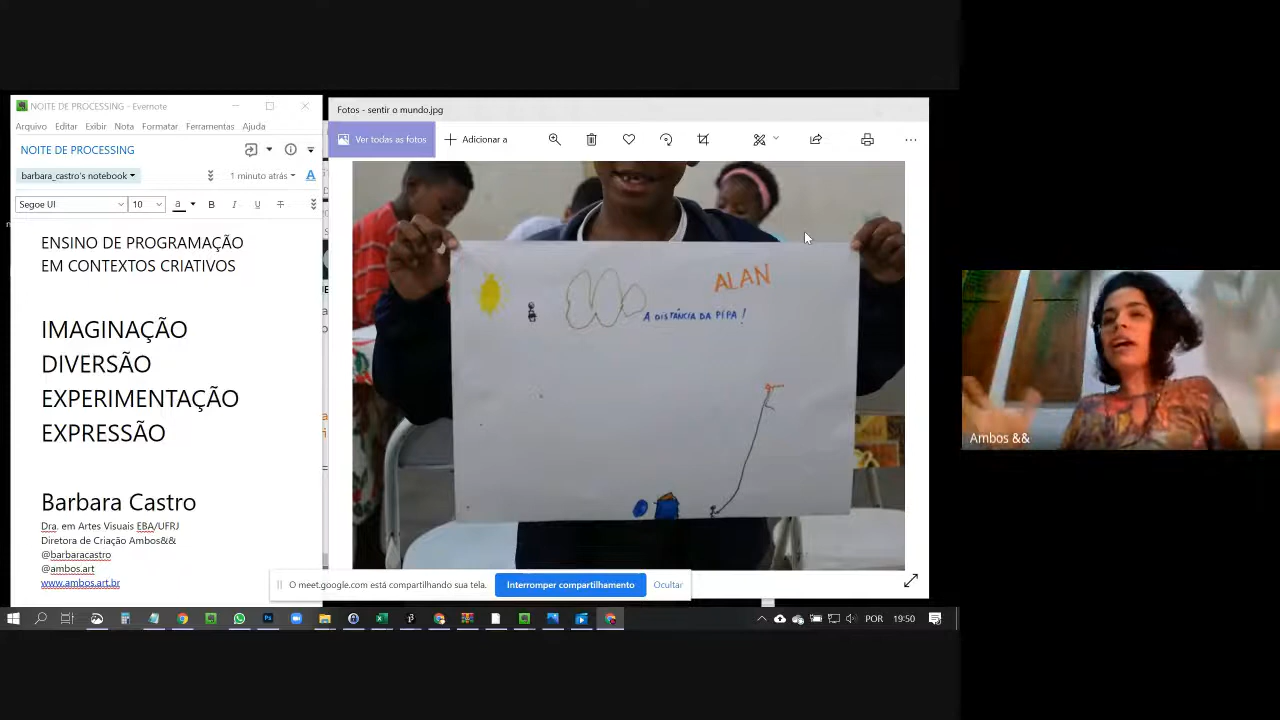 NOITE DE PROCESSING - Evernote
Arquivo Editar Exibir Nota Formatar Ferramentas Ajuda
NOITE DE PROCESSING
barbara_castro's notebook
1 minuto atrás
A
Segoe UI
10
a
B
I
U
T
ENSINO DE PROGRAMAÇÃO
EM CONTEXTOS CRIATIVOS
IMAGINAÇÃO
DIVERSÃO
EXPERIMENTAÇÃO
EXPRESSÃO
Barbara Castro
Dra. em Artes Visuais EBA/UFRJ
Diretora de Criação Ambos&&
@barbaracastro
@ambos.art
www.ambos.art.br
Fotos - sentir o mundo.jpg
Ver todas as fotos
Adicionar a
ALAN
A DISTÂNCIA DA PIPA!
O meet.google.com está compartilhando sua tela.
Interromper compartilhamento
Ocultar
POR
19:50
Ambos &&